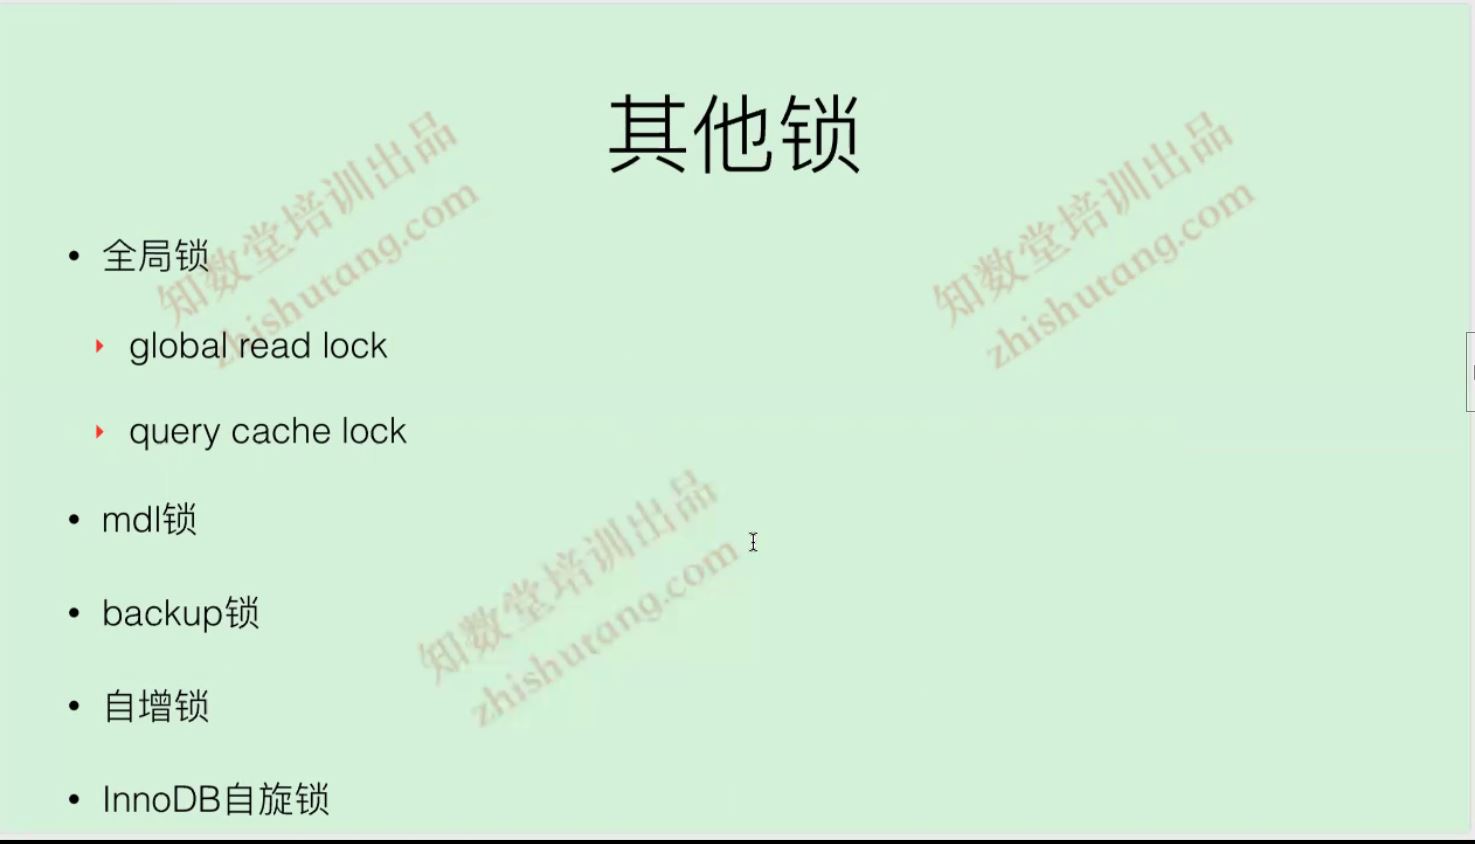 其他锁
知数堂培训出品
zhishutang.com
知数堂培训出品
zhishutang.com
• 全局锁
global read lock
query cache lock
• mdl锁
知数堂培训出品
zhishutang.com
• backup锁
• 自增锁
• InnoDB自旋锁